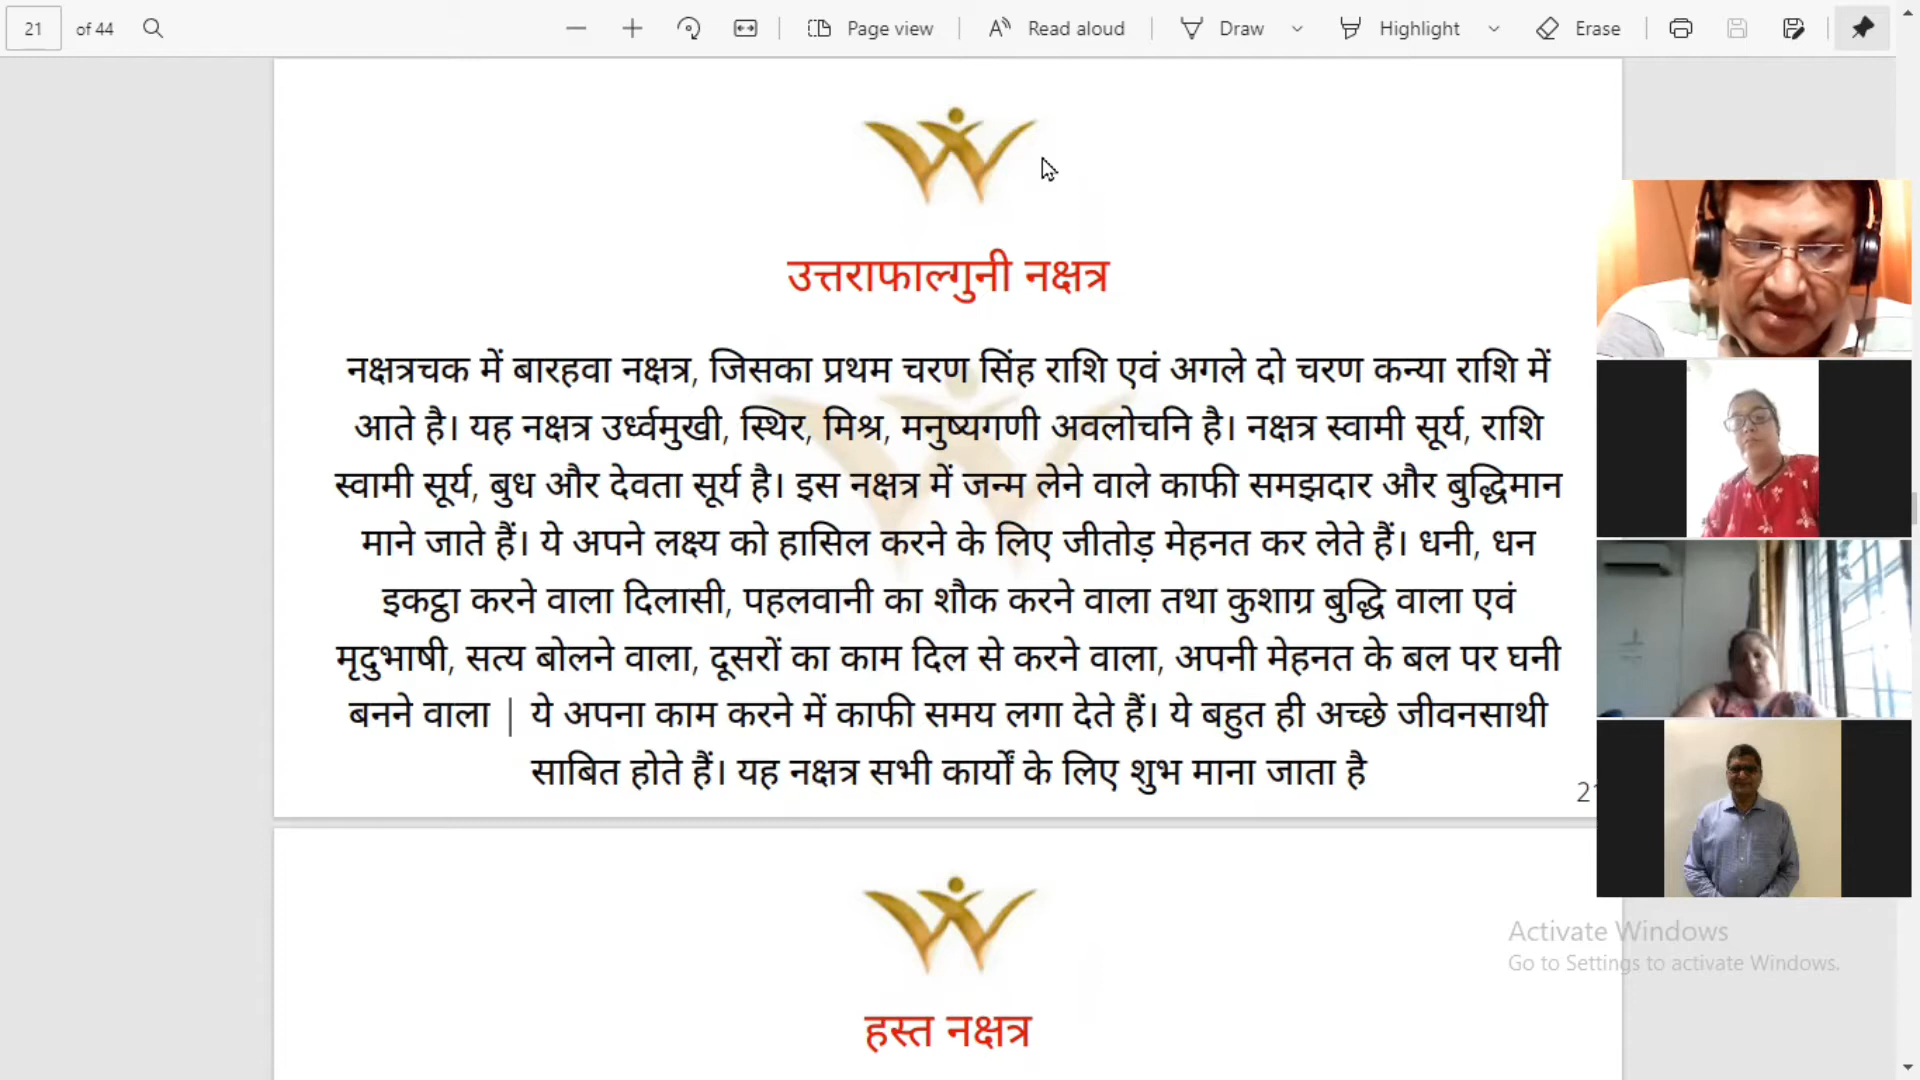 21 of 44 Page view Read aloud Draw Highlight Erase
उत्तराफाल्गुनी नक्षत्र
नक्षत्रचक में बारहवा नक्षत्र, जिसका प्रथम चरण सिंह राशि एवं अगले दो चरण कन्या राशि में
आते है। यह नक्षत्र उर्ध्वमुखी, स्थिर, मिश्र, मनुष्यगणी अवलोचनि है। नक्षत्र स्वामी सूर्य, राशि
स्वामी सूर्य, बुध और देवता सूर्य है। इस नक्षत्र में जन्म लेने वाले काफी समझदार और बुद्धिमान
माने जाते हैं। ये अपने लक्ष्य को हासिल करने के लिए जीतोड़ मेहनत कर लेते हैं। धनी, धन
इकट्ठा करने वाला दिलासी, पहलवानी का शौक करने वाला तथा कुशाग्र बुद्धि वाला एवं
मृदुभाषी, सत्य बोलने वाला, दूसरों का काम दिल से करने वाला, अपनी मेहनत के बल पर घनी
बनने वाला | ये अपना काम करने में काफी समय लगा देते हैं। ये बहुत ही अच्छे जीवनसाथी
साबित होते हैं। यह नक्षत्र सभी कार्यों के लिए शुभ माना जाता है
Activate Windows
Go to Settings to activate Windows.
हस्त नक्षत्र